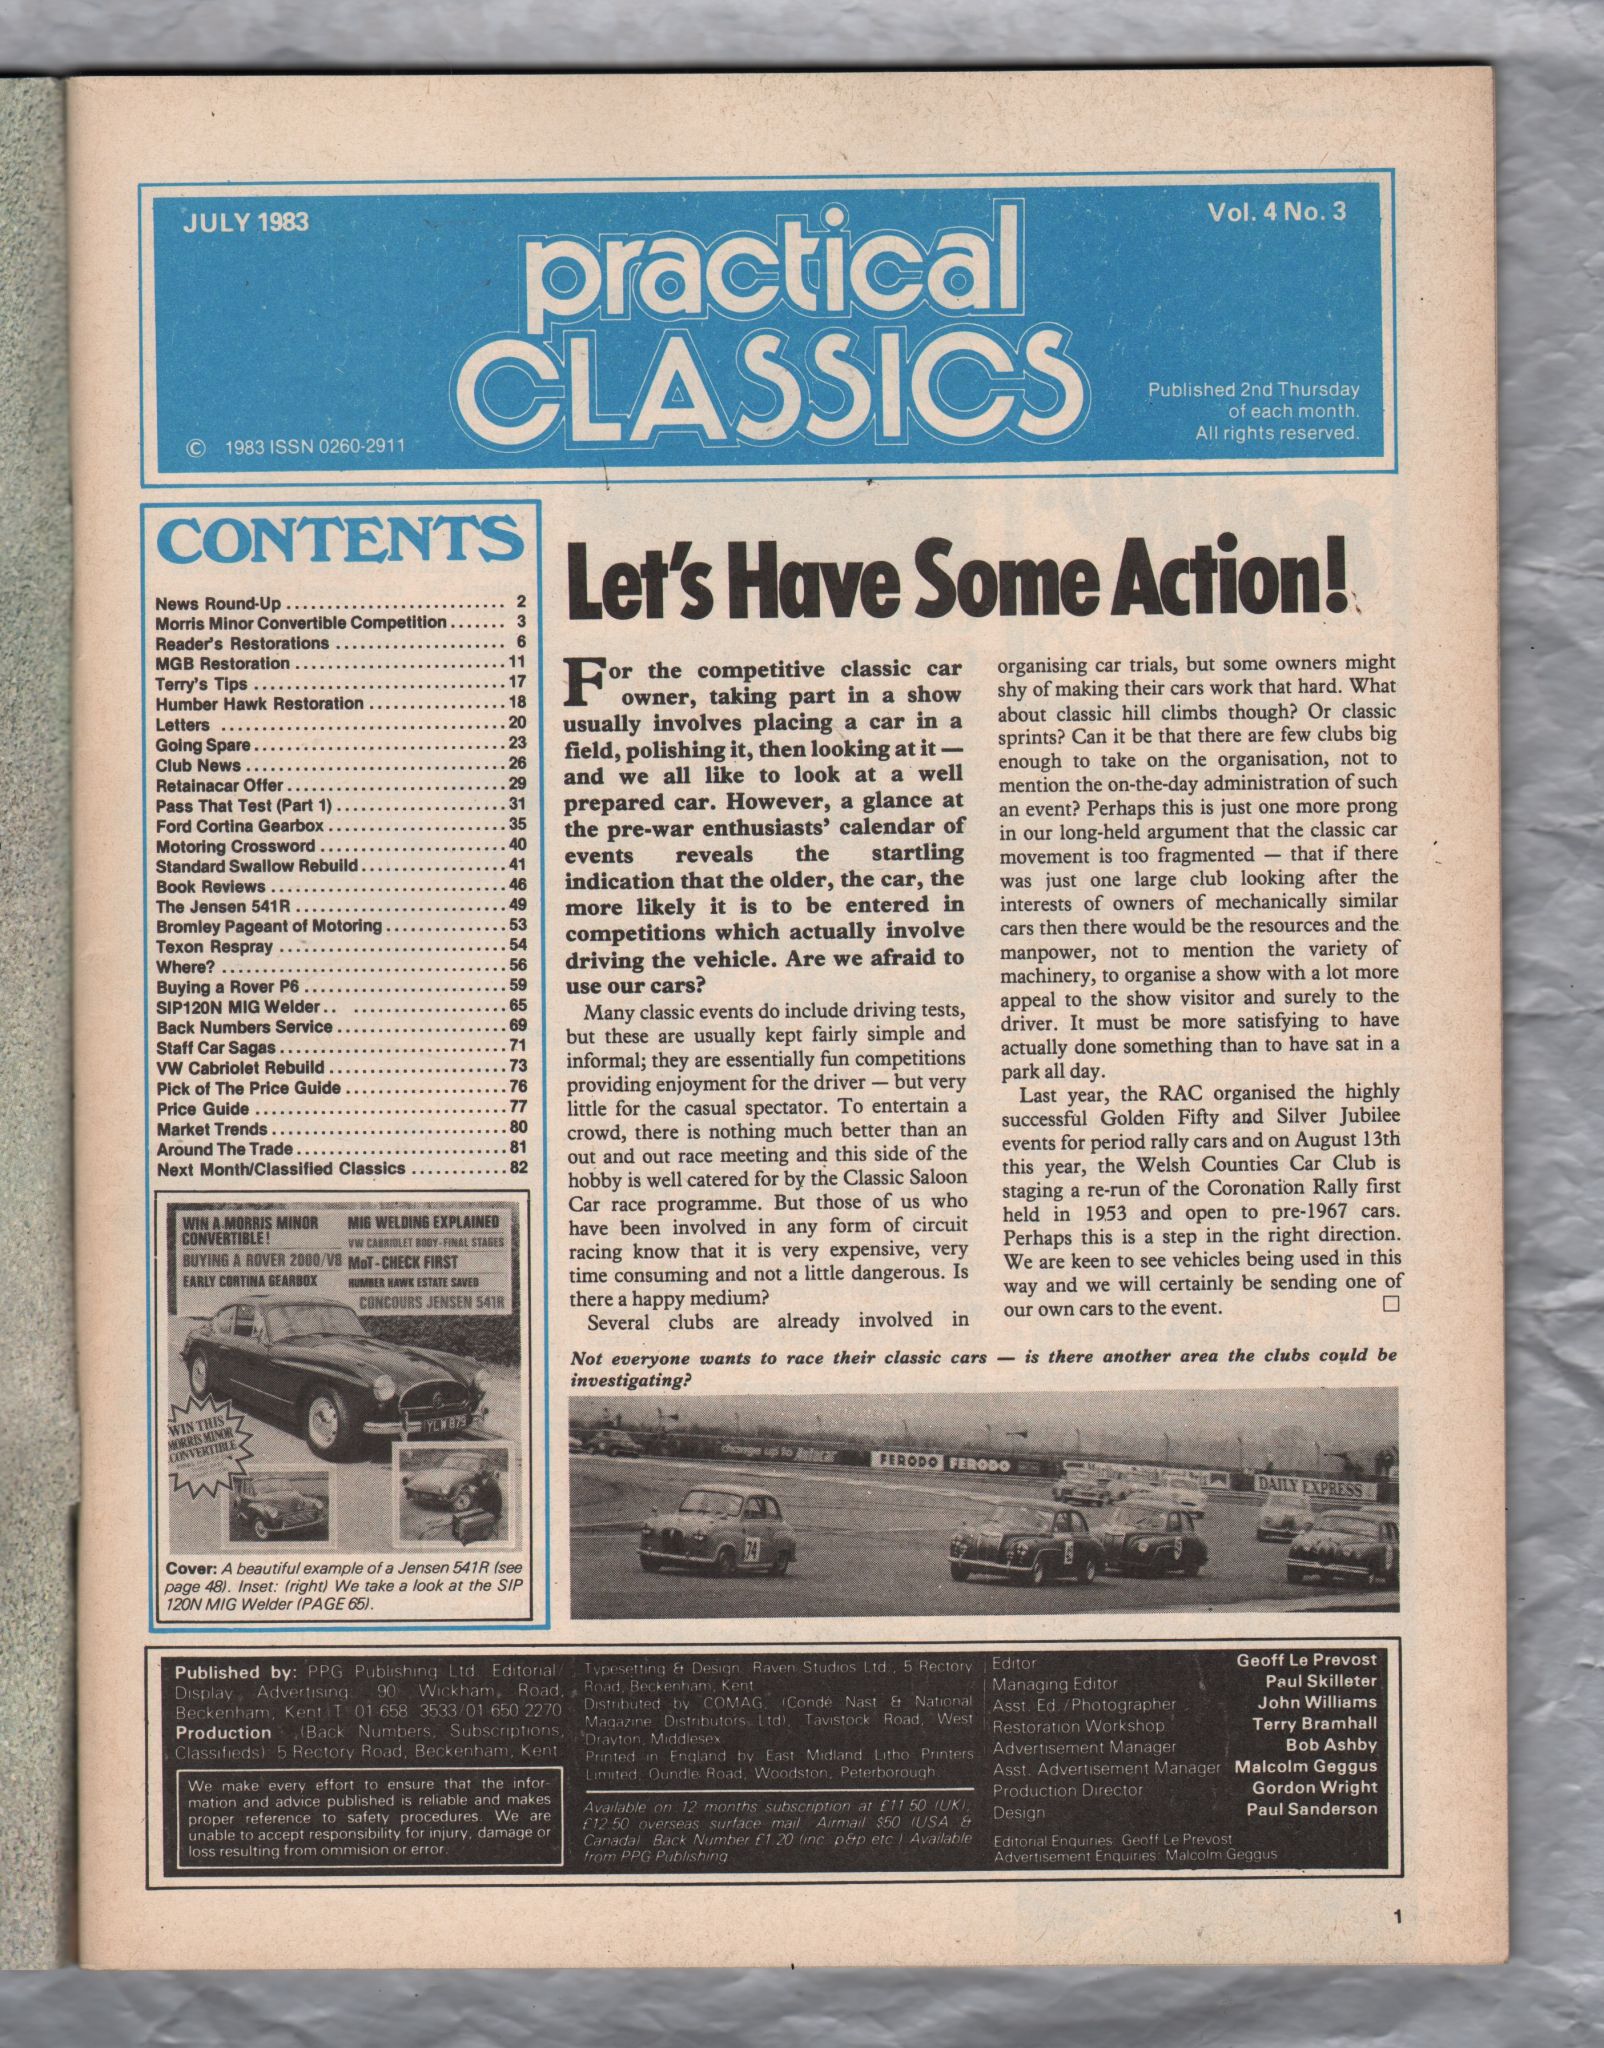 JULY 1983
Vol. 4 No. 3
practical
CLASSICS
Published 2nd Thursday
of each month.
All rights reserved.
© 1983 ISSN 0260-2911
CONTENTS
News Round-Up .......................... 2
Morris Minor Convertible Competition ....... 3
Reader's Restorations .................... 6
MGB Restoration ......................... 11
Terry's Tips .............................. 17
Humber Hawk Restoration ................ 18
Letters .................................. 20
Going Spare .............................. 23
Club News ............................... 26
Retainacar Offer .......................... 29
Pass That Test (Part 1) .................... 31
Ford Cortina Gearbox ..................... 35
Motoring Crossword ...................... 40
Standard Swallow Rebuild ................. 41
Book Reviews ............................ 46
The Jensen 541R ......................... 49
Bromley Pageant of Motoring .............. 53
Texon Respray ........................... 54
Where? .................................. 56
Buying a Rover P6 ........................ 59
SIP120N MIG Welder .. .................. 65
Back Numbers Service .................... 69
Staff Car Sagas ........................... 71
VW Cabriolet Rebuild ..................... 73
Pick of The Price Guide ................... 76
Price Guide .............................. 77
Market Trends ............................ 80
Around The Trade ......................... 81
Next Month/Classified Classics ........... 82
WIN A MORRIS MINOR
CONVERTIBLE!
BUYING A ROVER 2000/V8
EARLY CORTINA GEARBOX
MIG WELDING EXPLAINED
VW CABRIOLET BODY-FINAL STAGES
MoT-CHECK FIRST
HUMBER HAWK ESTATE SAVED
CONCOURS JENSEN 541R
YLW 879
WIN THIS
MORRIS MINOR
CONVERTIBLE
Cover: A beautiful example of a Jensen 541R (see
page 48). Inset: (right) We take a look at the SIP
120N MIG Welder (PAGE 65).
Let's Have Some Action!
For the competitive classic car
owner, taking part in a show
usually involves placing a car in a
field, polishing it, then looking at it —
and we all like to look at a well
prepared car. However, a glance at
the pre-war enthusiasts' calendar of
events reveals the startling
indication that the older, the car, the
more likely it is to be entered in
competitions which actually involve
driving the vehicle. Are we afraid to
use our cars?
Many classic events do include driving tests,
but these are usually kept fairly simple and
informal; they are essentially fun competitions
providing enjoyment for the driver — but very
little for the casual spectator. To entertain a
crowd, there is nothing much better than an
out and out race meeting and this side of the
hobby is well catered for by the Classic Saloon
Car race programme. But those of us who
have been involved in any form of circuit
racing know that it is very expensive, very
time consuming and not a little dangerous. Is
there a happy medium?
Several clubs are already involved in
organising car trials, but some owners might
shy of making their cars work that hard. What
about classic hill climbs though? Or classic
sprints? Can it be that there are few clubs big
enough to take on the organisation, not to
mention the on-the-day administration of such
an event? Perhaps this is just one more prong
in our long-held argument that the classic car
movement is too fragmented — that if there
was just one large club looking after the
interests of owners of mechanically similar
cars then there would be the resources and the
manpower, not to mention the variety of
machinery, to organise a show with a lot more
appeal to the show visitor and surely to the
driver. It must be more satisfying to have
actually done something than to have sat in a
park all day.
Last year, the RAC organised the highly
successful Golden Fifty and Silver Jubilee
events for period rally cars and on August 13th
this year, the Welsh Counties Car Club is
staging a re-run of the Coronation Rally first
held in 1953 and open to pre-1967 cars.
Perhaps this is a step in the right direction.
We are keen to see vehicles being used in this
way and we will certainly be sending one of
our own cars to the event. □
Not everyone wants to race their classic cars — is there another area the clubs could be
investigating?
change up to
FERODO FERODO
DAILY EXPRESS
74
Published by: PPG Publishing Ltd. Editorial/
Display Advertising 90 Wickham Road,
Beckenham, Kent T 01 658 3533/01 650 2270
Production (Back Numbers, Subscriptions,
Classifieds) 5 Rectory Road, Beckenham, Kent
We make every effort to ensure that the infor-
mation and advice published is reliable and makes
proper reference to safety procedures. We are
unable to accept responsibility for injury, damage or
loss resulting from ommision or error.
Typesetting & Design. Raven Studios Ltd., 5 Rectory
Road, Beckenham, Kent
Distributed by COMAG. (Condé Nast & National
Magazine Distributors Ltd), Tavistock Road, West
Drayton, Middlesex
Printed in England by East Midland Litho Printers
Limited, Oundle Road, Woodston, Peterborough.
Available on 12 months subscription at £11.50 (UK),
£12.50 overseas surface mail. Airmail $50 (USA &
Canada) Back Number £1.20 (inc. p&p etc.) Available
from PPG Publishing
Editor Geoff Le Prevost
Managing Editor Paul Skilleter
Asst. Ed./Photographer John Williams
Restoration Workshop Terry Bramhall
Advertisement Manager Bob Ashby
Asst. Advertisement Manager Malcolm Geggus
Production Director Gordon Wright
Design Paul Sanderson
Editorial Enquiries: Geoff Le Prevost
Advertisement Enquiries: Malcolm Geggus
1